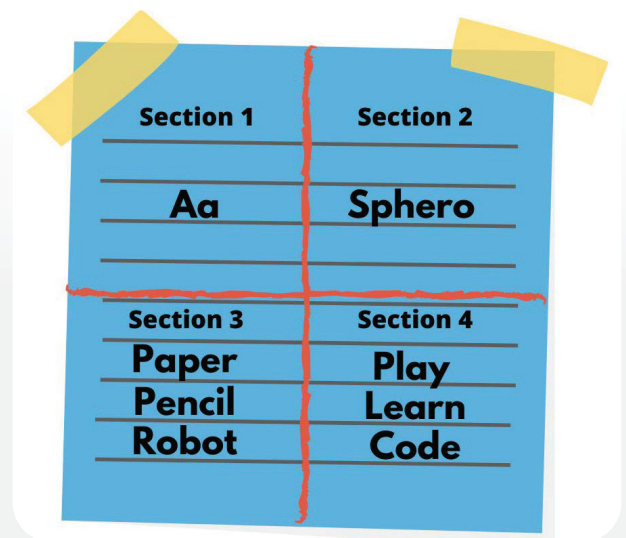 Section 1
Aa
Section 2
Sphero
Section 3
Paper
Pencil
Robot
Section 4
Play
Learn
Code